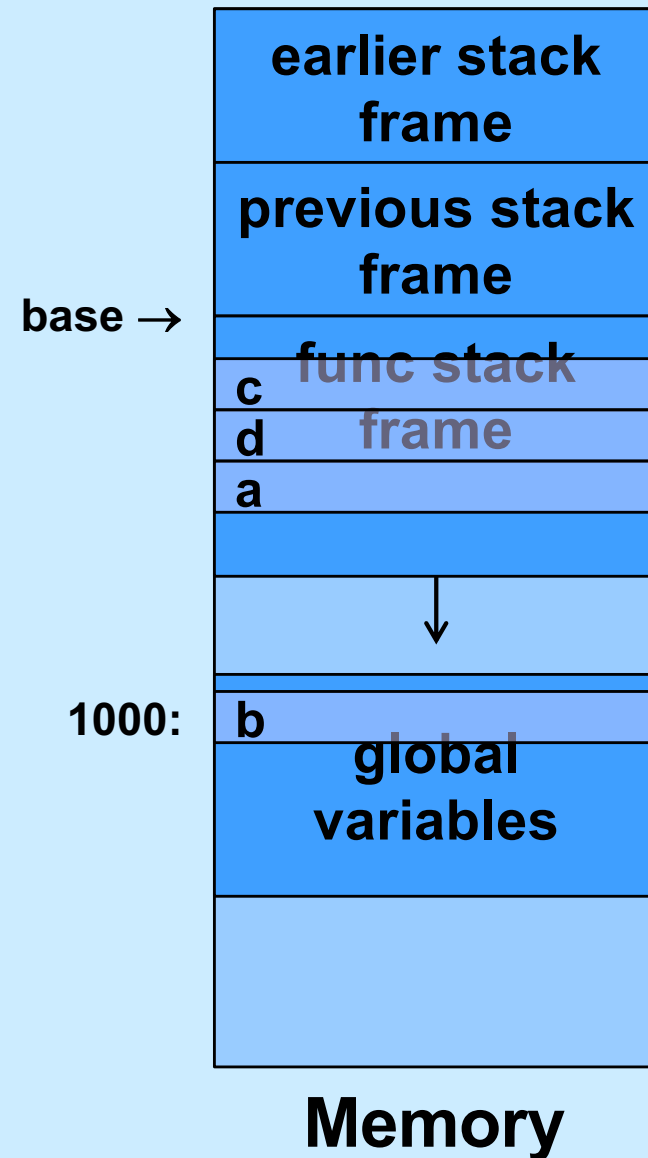 earlier stack
frame
previous stack
frame
base →
func stack
c
frame
d
a
1000:
b
global
variables
Memory